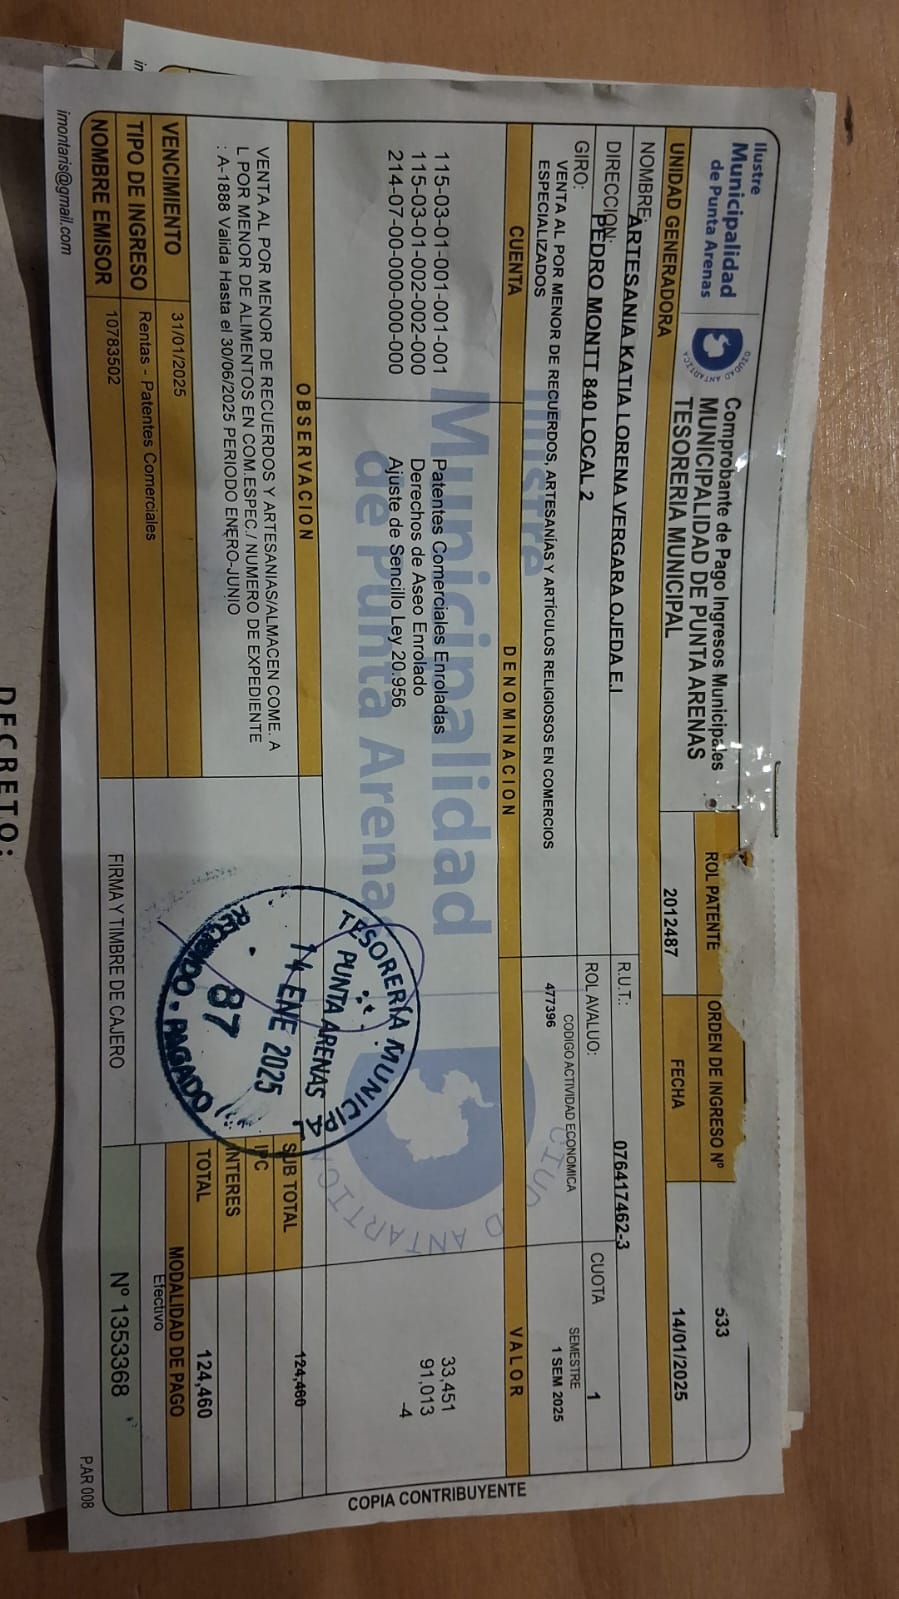 Ilustre
Municipalidad
de Punta Arenas
CIUDAD ANTARTICA
Comprobante de Pago Ingresos Municipales
MUNICIPALIDAD DE PUNTA ARENAS
TESORERIA MUNICIPAL
ROL PATENTE
ORDEN DE INGRESO Nº
533
2012487
FECHA
14/01/2025
UNIDAD GENERADORA
NOMBRE:
ARTESANIA KATIA LORENA VERGARA OJEDA E.I
R.U.T.:
076417462-3
DIRECCION:
PEDRO MONTT 840 LOCAL 2
ROL AVALUO:
CUOTA
1
GIRO:
VENTA AL POR MENOR DE RECUERDOS, ARTESANÍAS Y ARTÍCULOS RELIGIOSOS EN COMERCIOS
ESPECIALIZADOS
CODIGO ACTIVIDAD ECONOMICA
477396
SEMESTRE
1 SEM 2025
CUENTA
DENOMINACION
VALOR
Ilustre
Municipalidad
de Punta Arenas
CIUDAD ANTARTICA
115-03-01-001-001-001 Patentes Comerciales Enroladas 33,451
115-03-01-002-002-000 Derechos de Aseo Enrolado 91,013
214-07-00-000-000-000 Ajuste de Sencillo Ley 20.956 -4
OBSERVACION
VENTA AL POR MENOR DE RECUERDOS Y ARTESANIAS/ALMACEN COME. A
L POR MENOR DE ALIMENTOS EN COM.ESPEC./ NUMERO DE EXPEDIENTE
: A-1888 Valida Hasta el 30/06/2025 PERIODO ENERO-JUNIO
TESORERÍA MUNICIPAL
PUNTA ARENAS
14 ENE 2025
87
PAGADO
SUB TOTAL
124,460
IPC
INTERES
TOTAL
124,460
VENCIMIENTO
31/01/2025
TIPO DE INGRESO
Rentas - Patentes Comerciales
NOMBRE EMISOR
10783502
FIRMA Y TIMBRE DE CAJERO
MODALIDAD DE PAGO
Efectivo
Nº 1353368
imontaris@gmail.com
PAR 008
COPIA CONTRIBUYENTE
DECRETO: